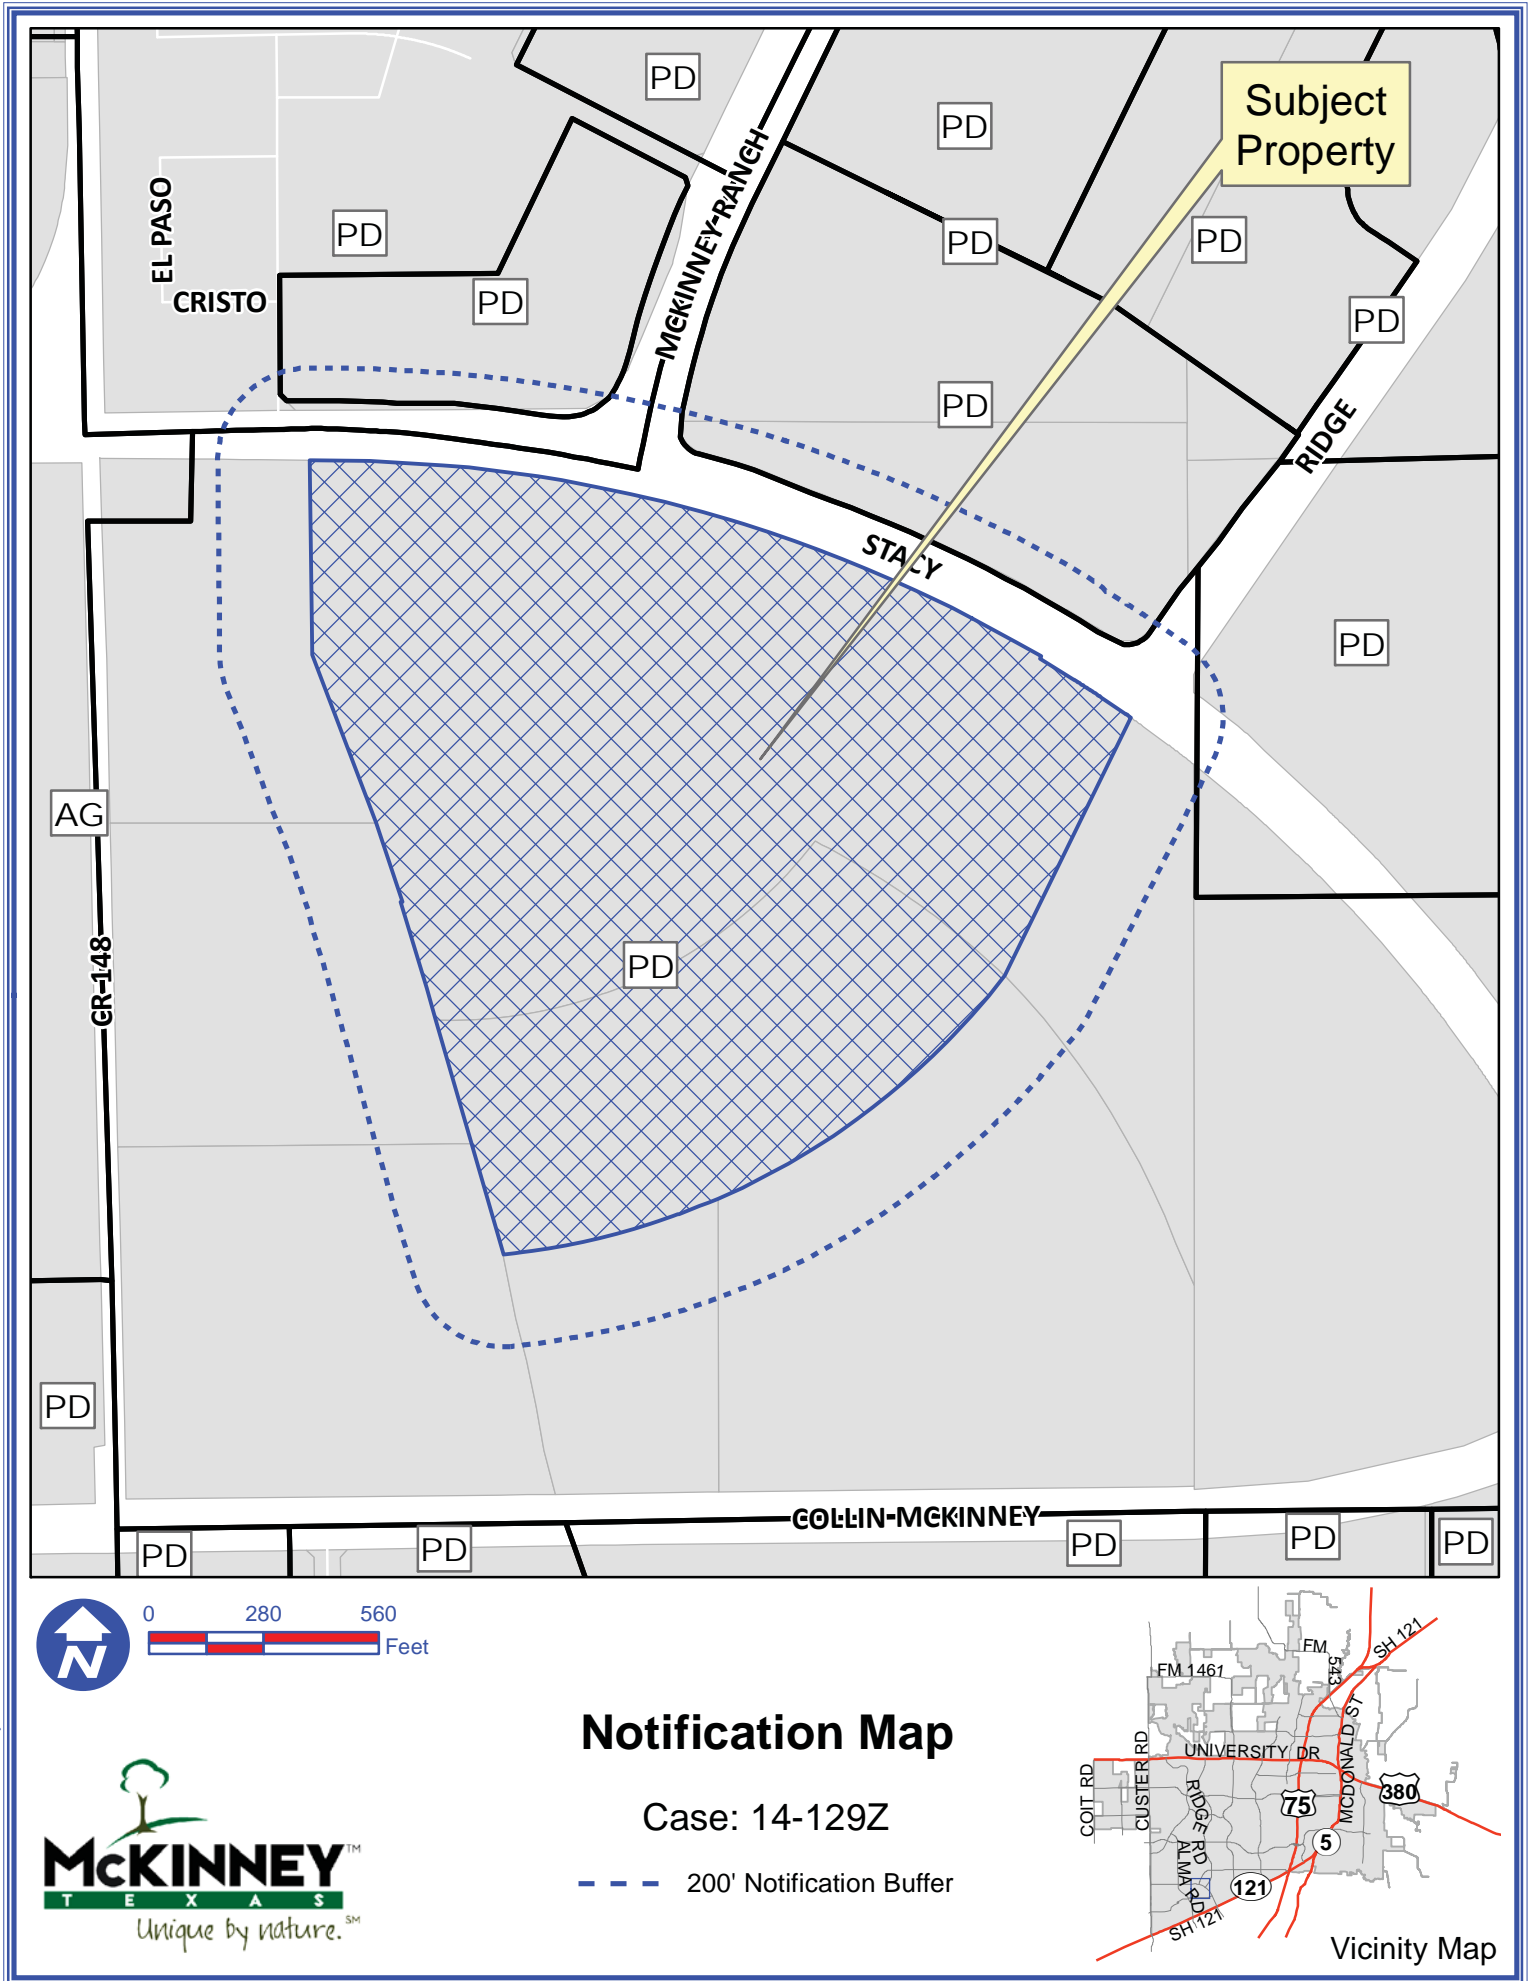 Subject
Property
PD
PD
EL PASO
PD
CRISTO
PD
MCKINNEY-RANCH
PD
PD
PD
PD
RIDGE
STACY
PD
AG
CR-148
PD
PD
COLLIN-MCKINNEY
PD
PD
PD
PD
PD
0 280 560
Feet
N
Notification Map
Case: 14-129Z
200' Notification Buffer
McKINNEY™
TEXAS
Unique by nature.℠
FM 1461
FM 543
SH 121
UNIVERSITY DR
MCDONALD ST
COIT RD
CUSTER RD
RIDGE RD
ALMA RD
75
380
5
121
SH 121
Vicinity Map